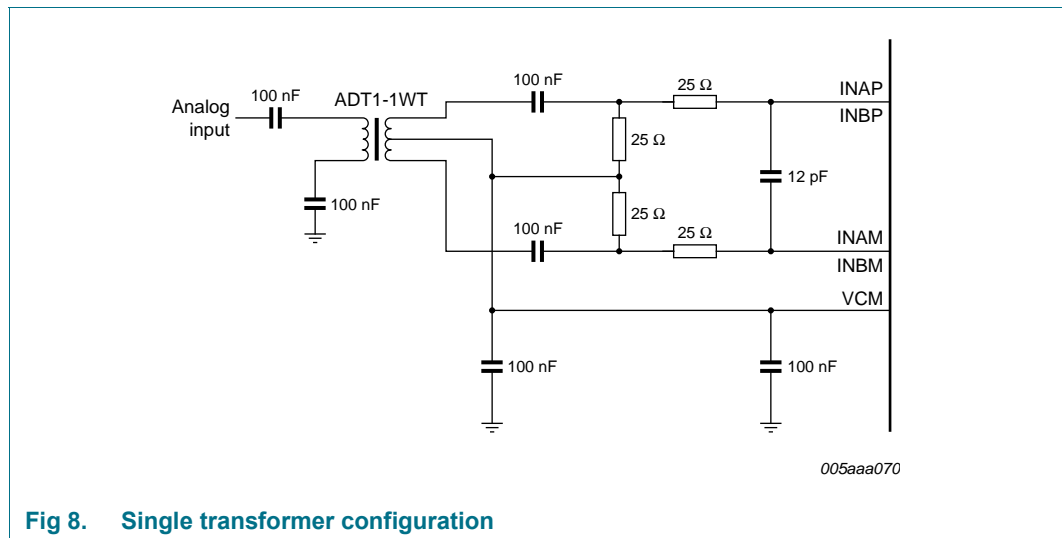 100 nF
ADT1-1WT
100 nF
25 Ω
INAP
Analog
input
INBP
25 Ω
12 pF
100 nF
25 Ω
100 nF
25 Ω
INAM
INBM
VCM
100 nF
100 nF
005aaa070
Fig 8. Single transformer configuration